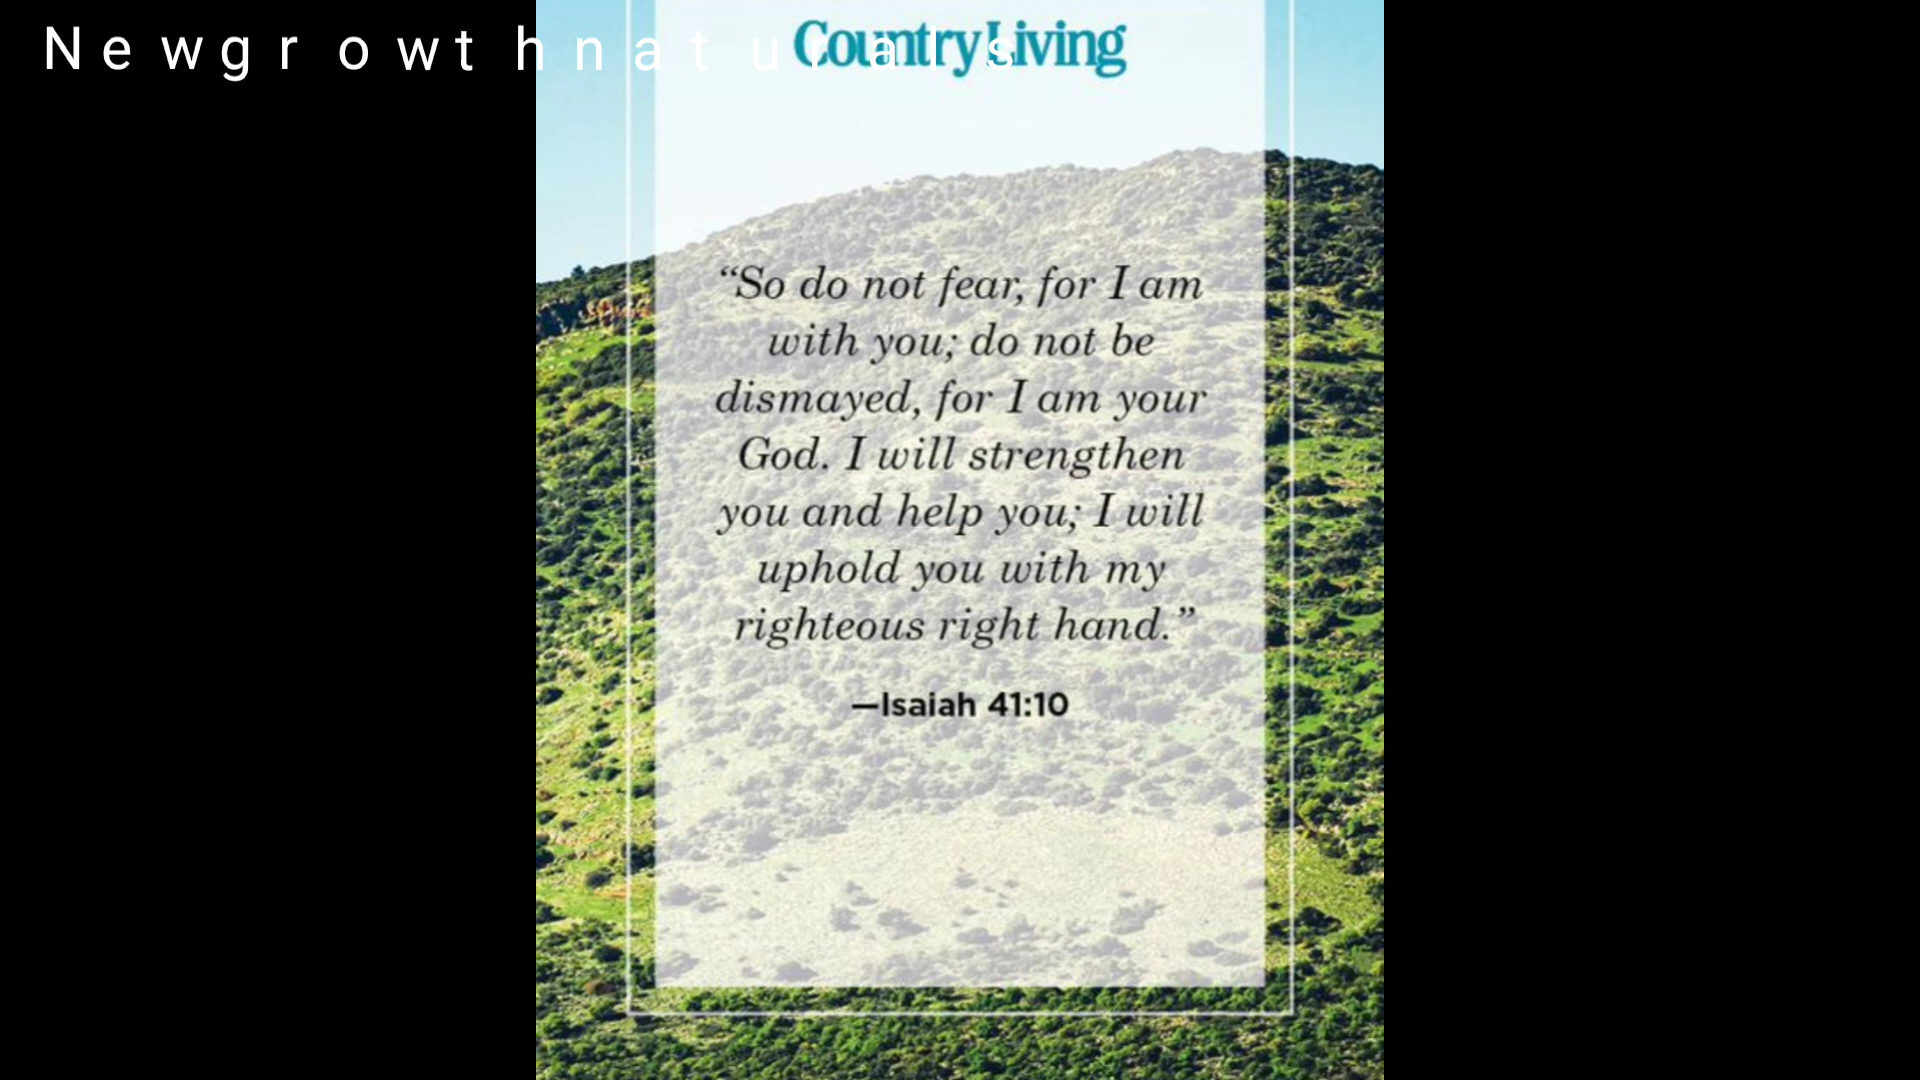 Newgrowthnaturals
Country Living
“So do not fear, for I am
with you; do not be
dismayed, for I am your
God. I will strengthen
you and help you; I will
uphold you with my
righteous right hand.”
—Isaiah 41:10